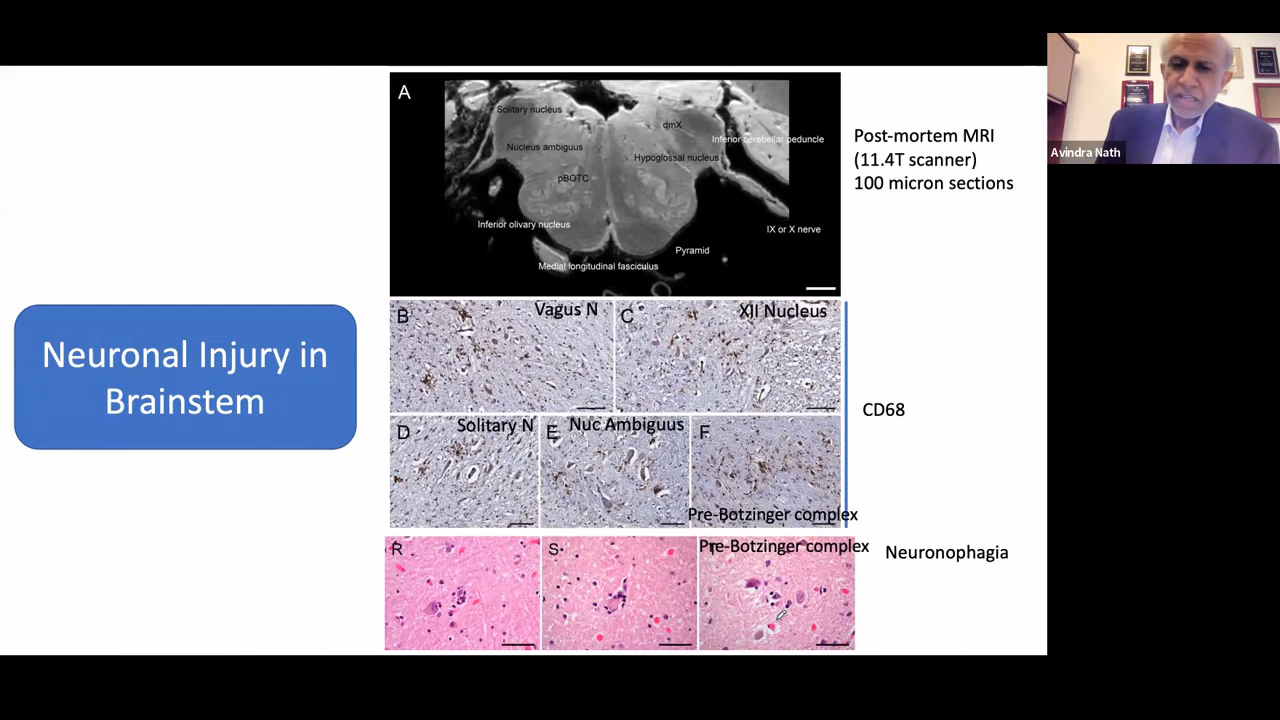 Neuronal Injury in
Brainstem
A
Solitary nucleus
dmX
Inferior cerebellar peduncle
Nucleus ambiguus
Hypoglossal nucleus
pBOTC
Inferior olivary nucleus
IX or X nerve
Pyramid
Medial longitudinal fasciculus
Post-mortem MRI
(11.4T scanner)
100 micron sections
Avindra Nath
B
Vagus N
C
XII Nucleus
CD68
D
Solitary N
E
Nuc Ambiguus
F
Pre-Botzinger complex
R
S
Pre-Botzinger complex
Neuronophagia